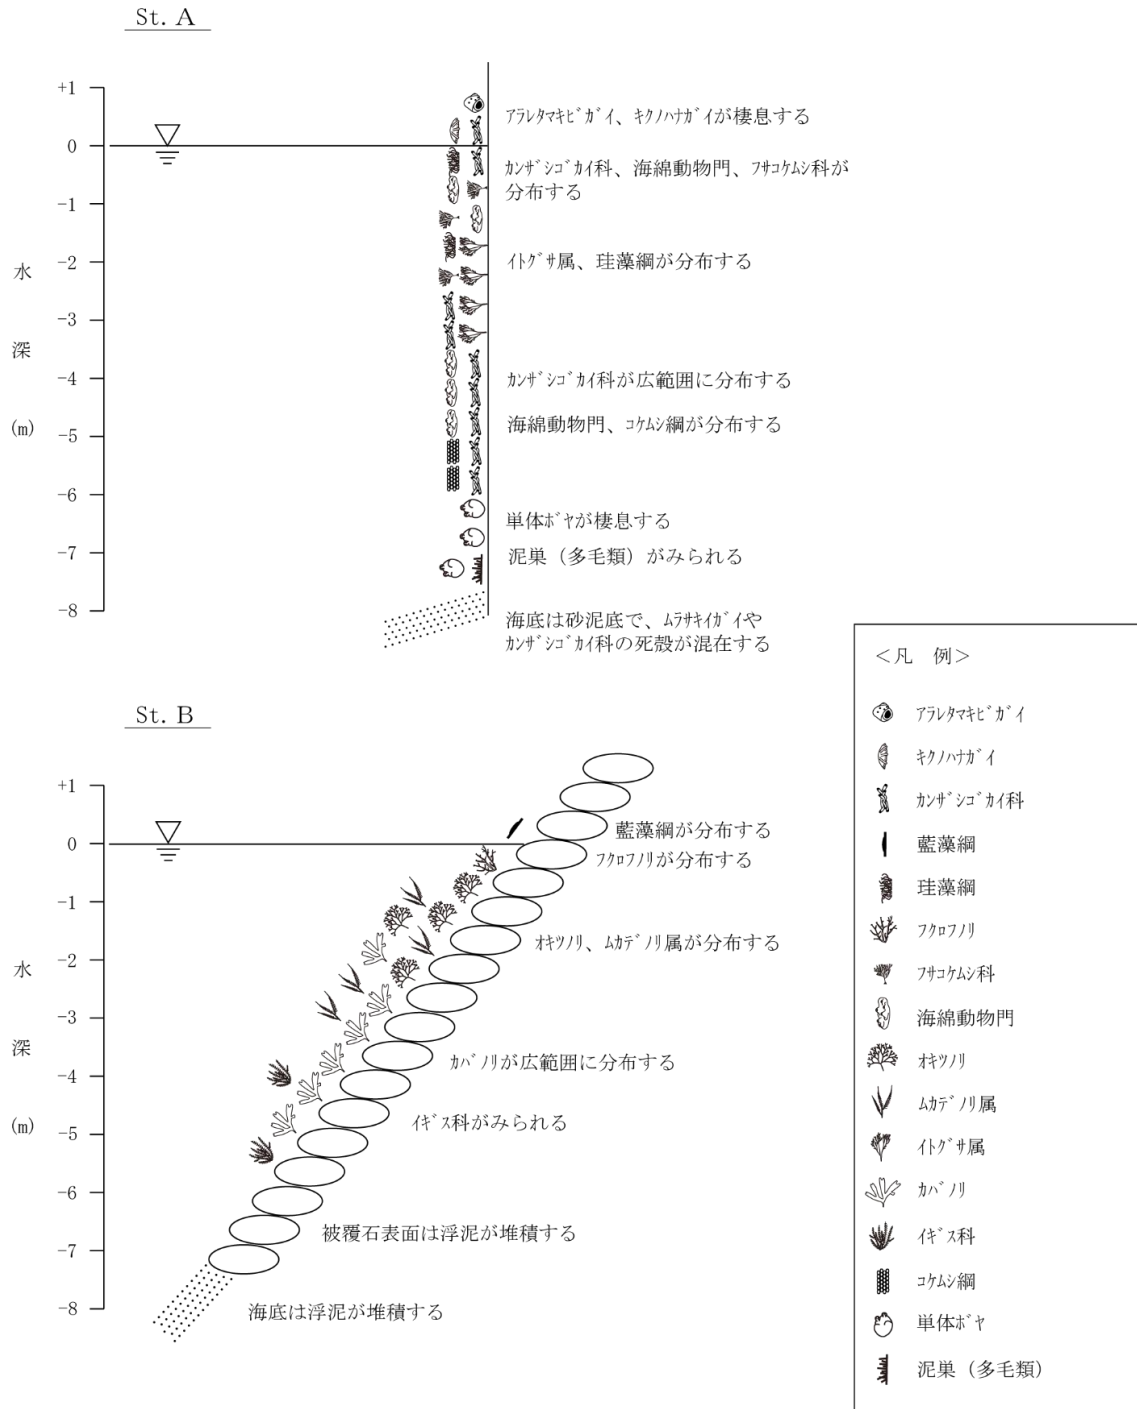 St. A
+1
0
-1
-2
-3
-4
-5
-6
-7
-8
水
深
(m)
アラレタマキビガイ、キクノハナガイが棲息する
カンザシゴカイ科、海綿動物門、フサコケムシ科が
分布する
イトグサ属、珪藻綱が分布する
カンザシゴカイ科が広範囲に分布する
海綿動物門、コケムシ綱が分布する
単体ボヤが棲息する
泥巣（多毛類）がみられる
海底は砂泥底で、ムラサキイガイや
カンザシゴカイ科の死殻が混在する
St. B
+1
0
-1
-2
-3
-4
-5
-6
-7
-8
水
深
(m)
藍藻綱が分布する
フクロフノリが分布する
オキツノリ、ムカデノリ属が分布する
カバノリが広範囲に分布する
イギス科がみられる
被覆石表面は浮泥が堆積する
海底は浮泥が堆積する
＜凡　例＞
アラレタマキビガイ
キクノハナガイ
カンザシゴカイ科
藍藻綱
珪藻綱
フクロフノリ
フサコケムシ科
海綿動物門
オキツノリ
ムカデノリ属
イトグサ属
カバノリ
イギス科
コケムシ綱
単体ボヤ
泥巣（多毛類）